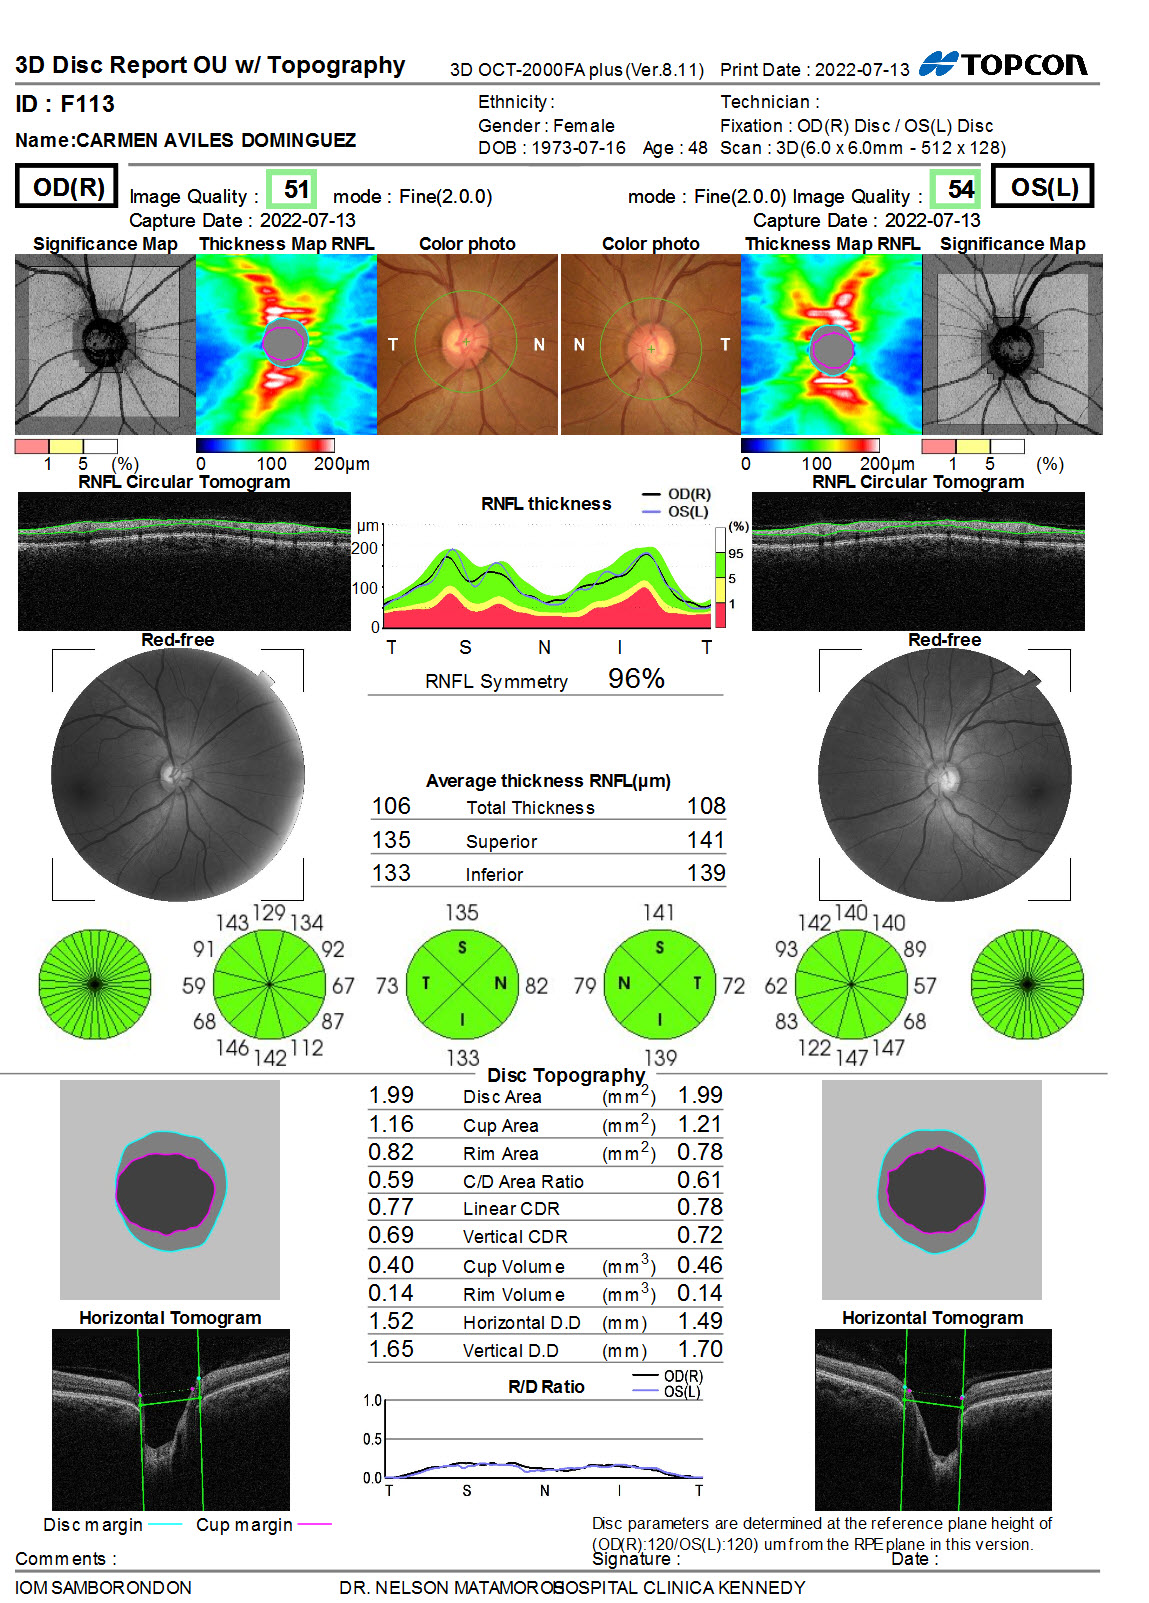 3D Disc Report OU w/ Topography 3D OCT-2000FA plus(Ver.8.11) Print Date : 2022-07-13 TOPCON
ID : F113 Ethnicity : Technician :
Gender : Female Fixation : OD(R) Disc / OS(L) Disc
Name:CARMEN AVILES DOMINGUEZ DOB : 1973-07-16 Age : 48 Scan : 3D(6.0 x 6.0mm - 512 x 128)
OD(R) Image Quality : 51 mode : Fine(2.0.0) mode : Fine(2.0.0) Image Quality : 54 OS(L)
Capture Date : 2022-07-13 Capture Date : 2022-07-13
Significance Map Thickness Map RNFL Color photo Color photo Thickness Map RNFL Significance Map
T N N T
1 5 (%) 0 100 200µm 0 100 200µm 1 5 (%)
RNFL Circular Tomogram RNFL thickness OD(R) RNFL Circular Tomogram
OS(L)
µm (%)
200 95
100 5
0 1
T S N I T
Red-free Red-free
RNFL Symmetry 96%
Average thickness RNFL(µm)
106 Total Thickness 108
135 Superior 141
133 Inferior 139
143 129 134 135 141 142 140 140
91 92 S S 93 89
59 67 73 T N 82 79 N T 72 62 57
68 87 I I 83 68
146 142 112 133 139 122 147 147
Disc Topography
1.99 Disc Area (mm2) 1.99
1.16 Cup Area (mm2) 1.21
0.82 Rim Area (mm2) 0.78
0.59 C/D Area Ratio 0.61
0.77 Linear CDR 0.78
0.69 Vertical CDR 0.72
0.40 Cup Volume (mm3) 0.46
0.14 Rim Volume (mm3) 0.14
Horizontal Tomogram 1.52 Horizontal D.D (mm) 1.49 Horizontal Tomogram
1.65 Vertical D.D (mm) 1.70
R/D Ratio OD(R)
OS(L)
1.0
0.5
0.0
T S N I T
Disc margin Cup margin Disc parameters are determined at the reference plane height of
(OD(R):120/OS(L):120) um from the RPE plane in this version.
Comments : Signature : Date :
IOM SAMBORONDON DR. NELSON MATAMOROS HOSPITAL CLINICA KENNEDY